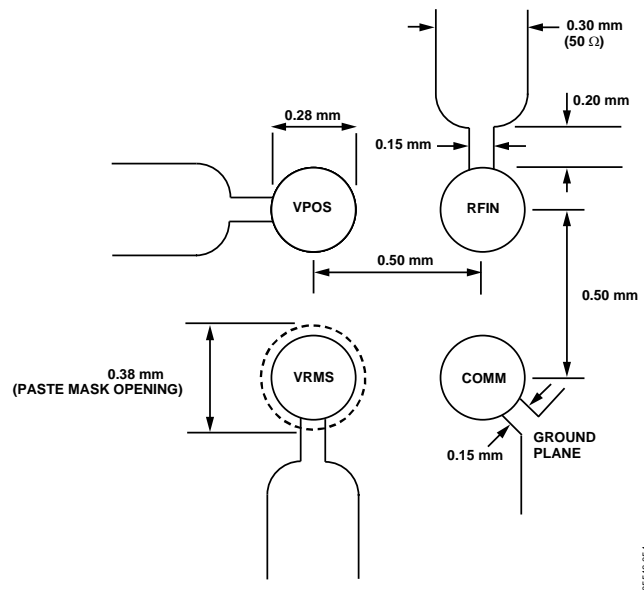 0.30 mm
(50 Ω)
0.20 mm
0.28 mm
0.15 mm
VPOS
RFIN
0.50 mm
0.50 mm
0.38 mm
(PASTE MASK OPENING)
VRMS
COMM
GROUND
PLANE
0.15 mm